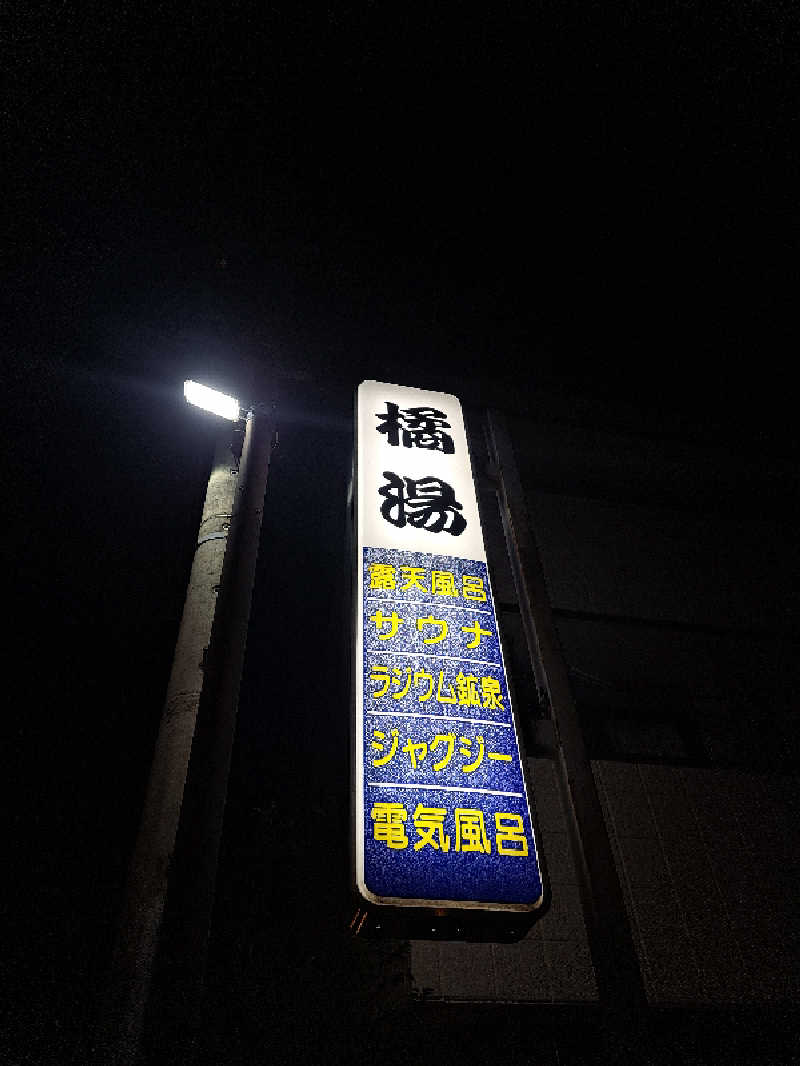 橘湯
露天風呂
サウナ
ラジウム鉱泉
ジャグジー
電気風呂